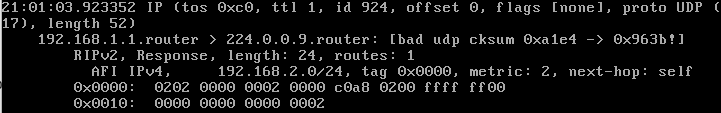 21:01:03.923352 IP (tos 0xc0, ttl 1, id 924, offset 0, flags [none], proto UDP (
17), length 52)
192.168.1.1.router > 224.0.0.9.router: [bad udp cksum 0xa1e4 -> 0x963b!]
RIPv2, Response, length: 24, routes: 1
AFI IPv4, 192.168.2.0/24, tag 0x0000, metric: 2, next-hop: self
0x0000: 0202 0000 0002 0000 c0a8 0200 ffff ff00
0x0010: 0000 0000 0000 0002